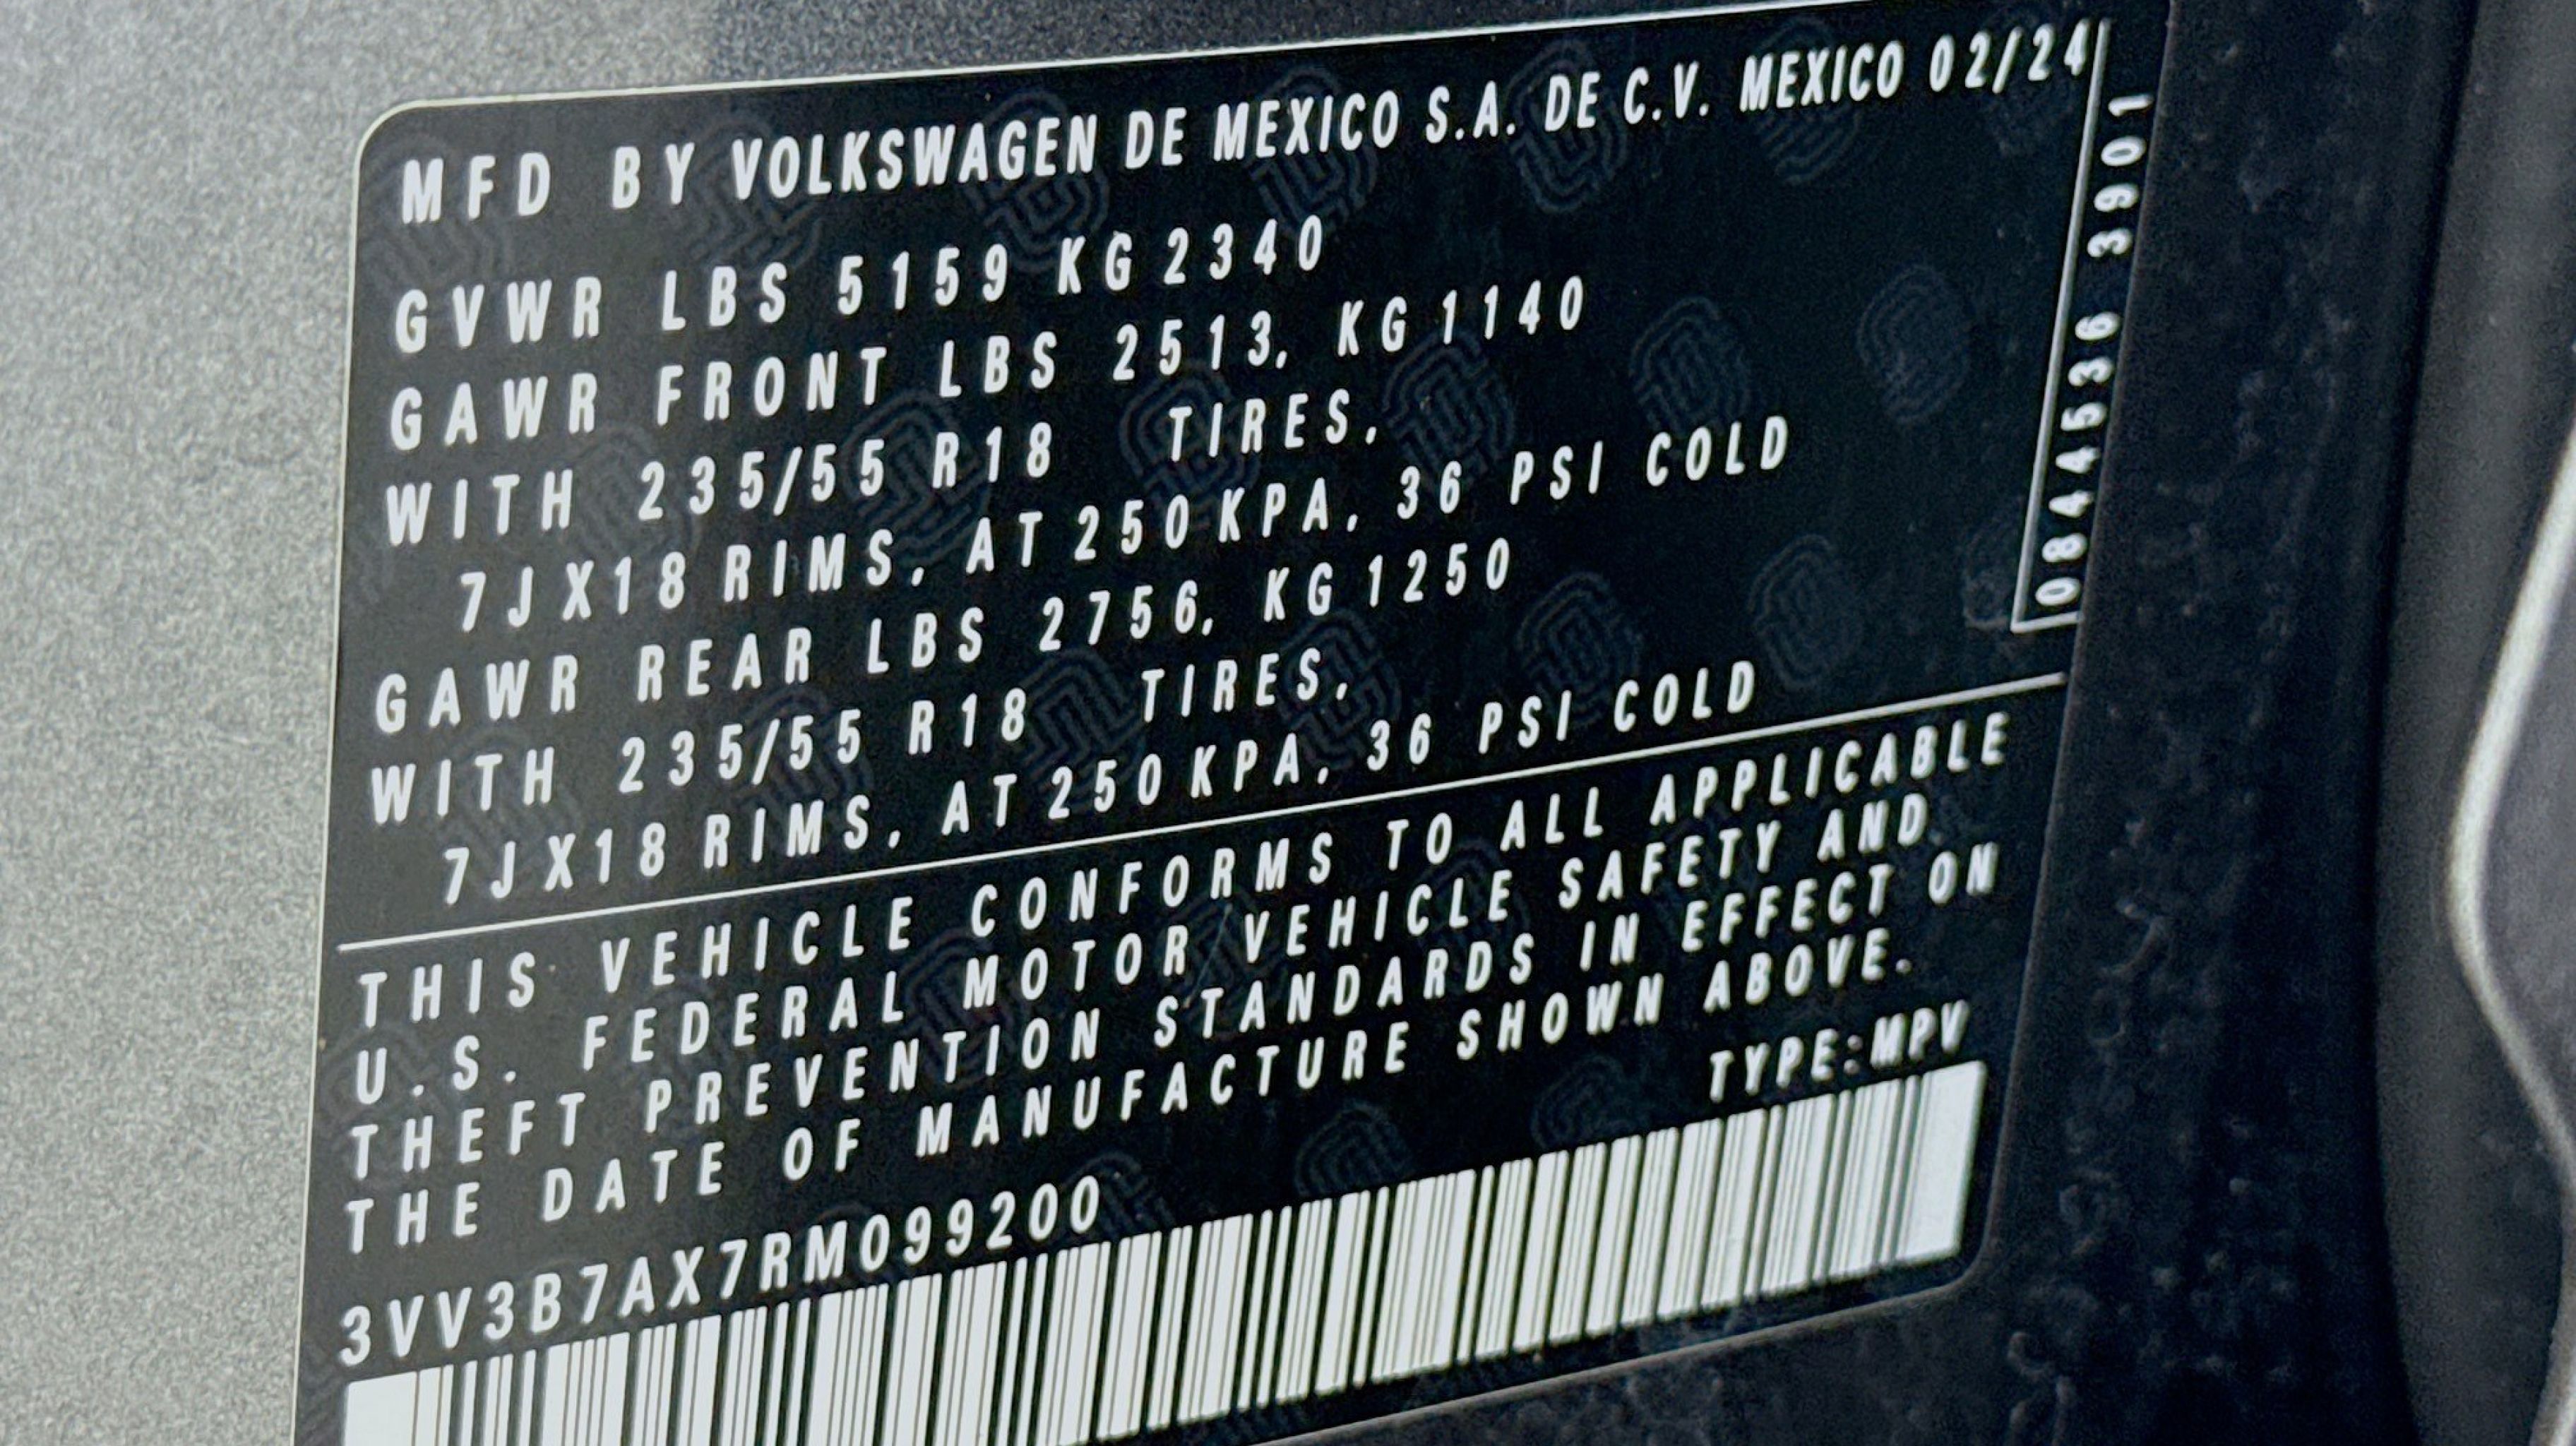 MFD BY VOLKSWAGEN DE MEXICO S.A. DE C.V. MEXICO 02/24
GVWR LBS 5159 KG 2340
GAWR FRONT LBS 2513, KG 1140
WITH 235/55 R18 TIRES,
7J X18 RIMS, AT 250 KPA, 36 PSI COLD
GAWR REAR LBS 2756, KG 1250
WITH 235/55 R18 TIRES,
7J X18 RIMS, AT 250 KPA, 36 PSI COLD
0844536 3901
THIS VEHICLE CONFORMS TO ALL APPLICABLE
U.S. FEDERAL MOTOR VEHICLE SAFETY AND
THEFT PREVENTION STANDARDS IN EFFECT ON
THE DATE OF MANUFACTURE SHOWN ABOVE.
TYPE:MPV
3VV3B7AX7RM099200